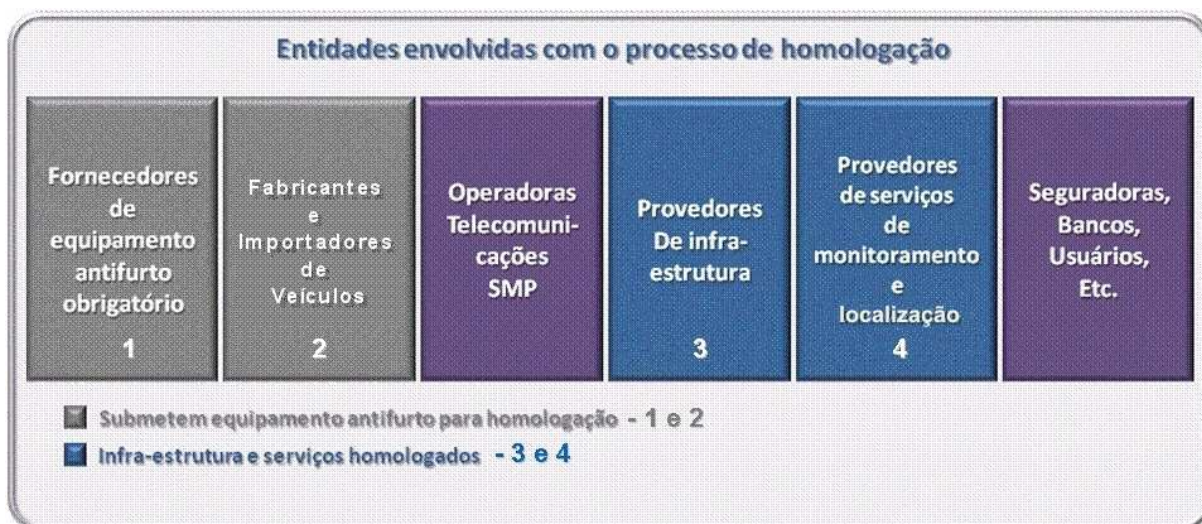 Entidades envolvidas com o processo de homologação
Fornecedores
de
equipamento
antifurto
obrigatório
1
Fabricantes
e
Importadores
de
Veículos
2
Operadoras
Telecomuni-
cações
SMP
Provedores
De infra-
estrutura
3
Provedores
de serviços
de
monitoramento
e
localização
4
Seguradoras,
Bancos,
Usuários,
Etc.
Submetem equipamento antifurto para homologação - 1 e 2
Infra-estrutura e serviços homologados - 3 e 4